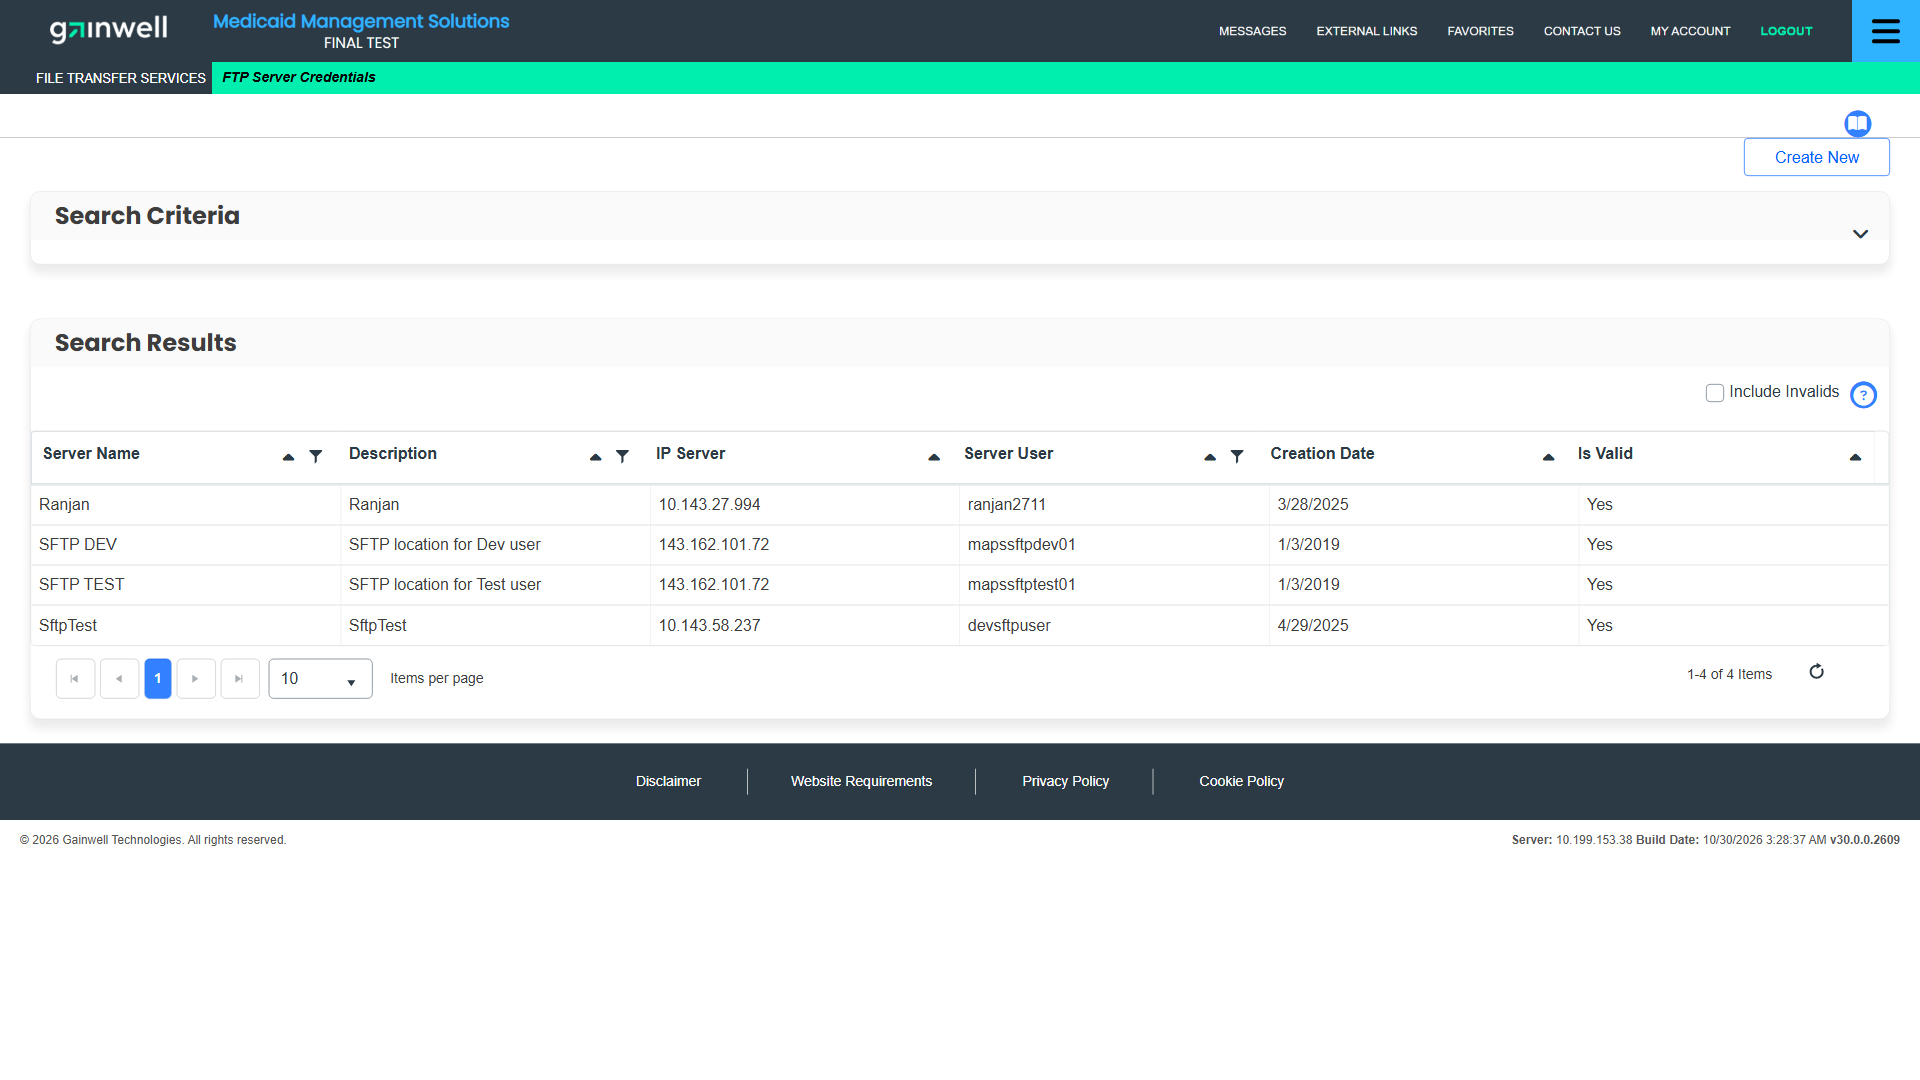 gainwell
Medicaid Management Solutions
FINAL TEST
MESSAGES EXTERNAL LINKS FAVORITES CONTACT US MY ACCOUNT LOGOUT
FILE TRANSFER SERVICES FTP Server Credentials
Create New
Search Criteria
Search Results
Include Invalids ?
Server Name Description IP Server Server User Creation Date Is Valid
Ranjan Ranjan 10.143.27.994 ranjan2711 3/28/2025 Yes
SFTP DEV SFTP location for Dev user 143.162.101.72 mapssftpdev01 1/3/2019 Yes
SFTP TEST SFTP location for Test user 143.162.101.72 mapssftptest01 1/3/2019 Yes
SftpTest SftpTest 10.143.58.237 devsftpuser 4/29/2025 Yes
1 10 Items per page 1-4 of 4 Items
Disclaimer Website Requirements Privacy Policy Cookie Policy
© 2026 Gainwell Technologies. All rights reserved. Server: 10.199.153.38 Build Date: 10/30/2026 3:28:37 AM v30.0.0.2609